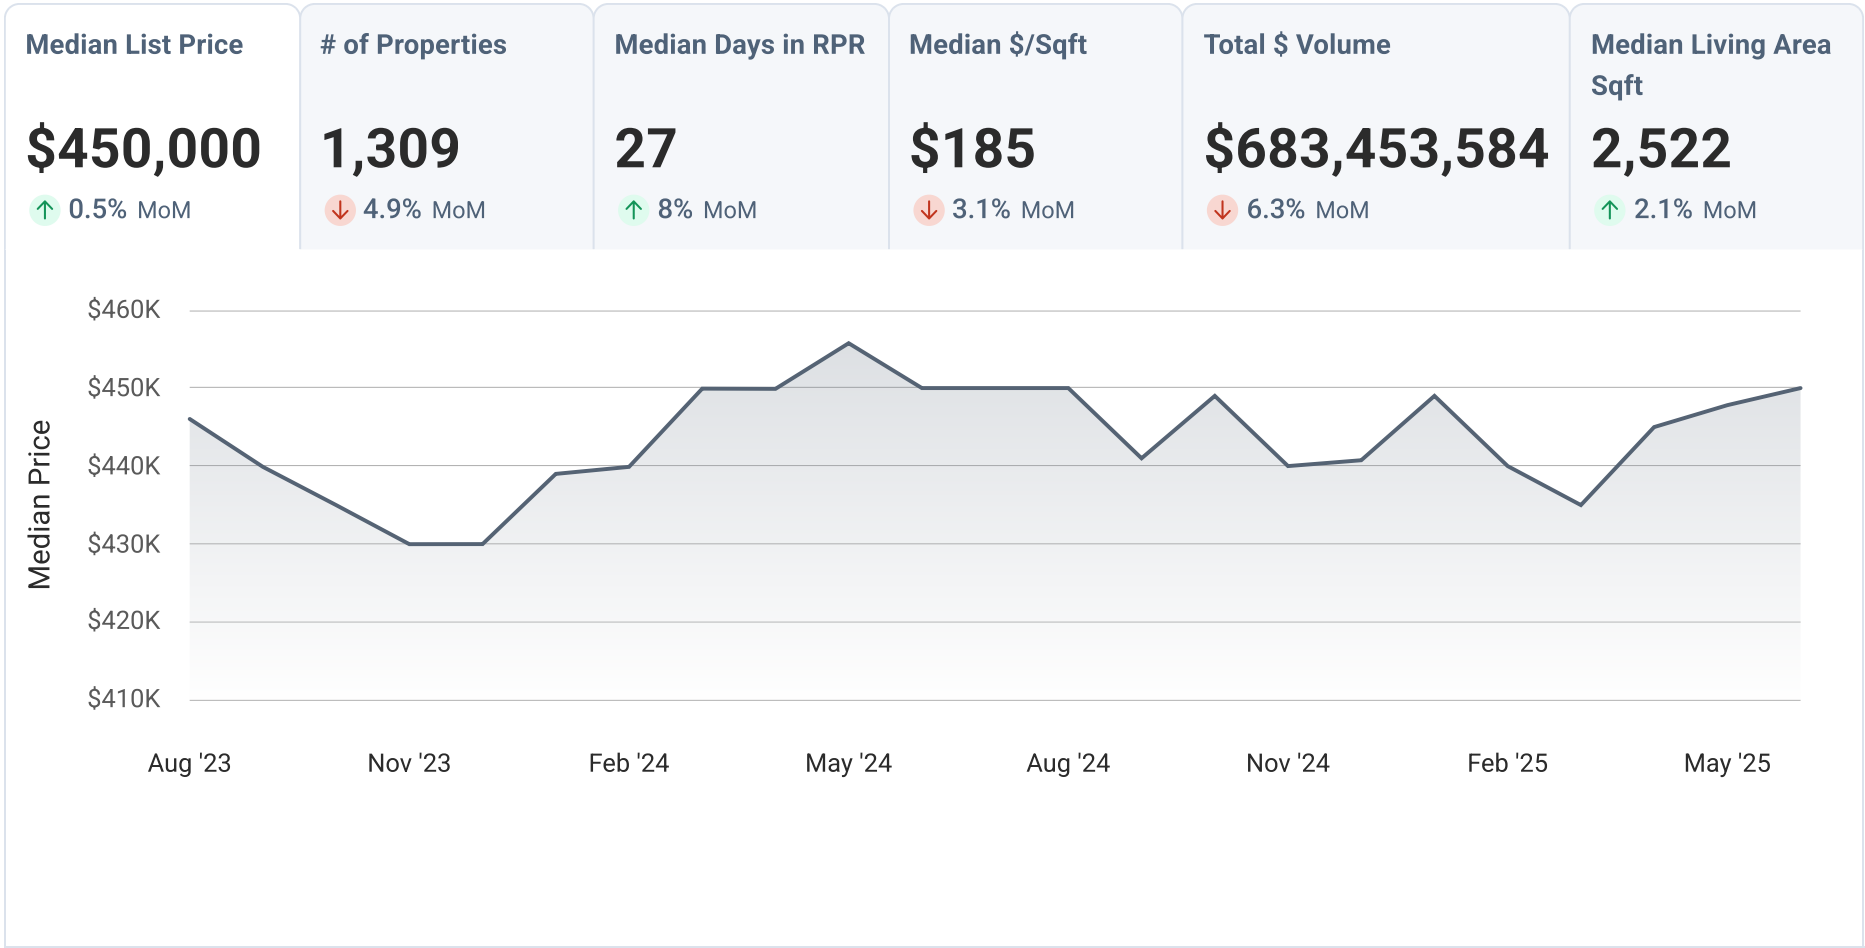 Median List Price
$450,000
0.5% MoM
# of Properties
1,309
4.9% MoM
Median Days in RPR
27
8% MoM
Median $/Sqft
$185
3.1% MoM
Total $ Volume
$683,453,584
6.3% MoM
Median Living Area
Sqft
2,522
2.1% MoM
Median Price
$460K
$450K
$440K
$430K
$420K
$410K
Aug '23
Nov '23
Feb '24
May '24
Aug '24
Nov '24
Feb '25
May '25